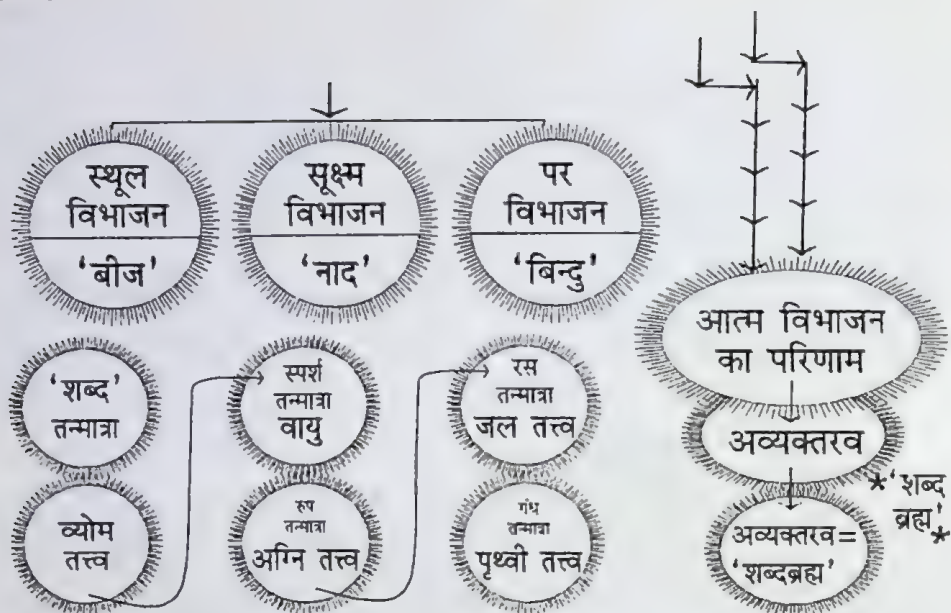 स्थूल
विभाजन
'बीज'
सूक्ष्म
विभाजन
'नाद'
पर
विभाजन
'बिन्दु'
'शब्द'
तन्मात्रा
व्योम
तत्त्व
स्पर्श
तन्मात्रा
वायु
रुप
तन्मात्रा
अग्नि तत्त्व
रस
तन्मात्रा
जल तत्त्व
गंध
तन्मात्रा
पृथ्वी तत्त्व
आत्म विभाजन
का परिणाम
अव्यक्तरव
*'शब्द
ब्रह्म'*
अव्यक्तरव=
'शब्दब्रह्म'